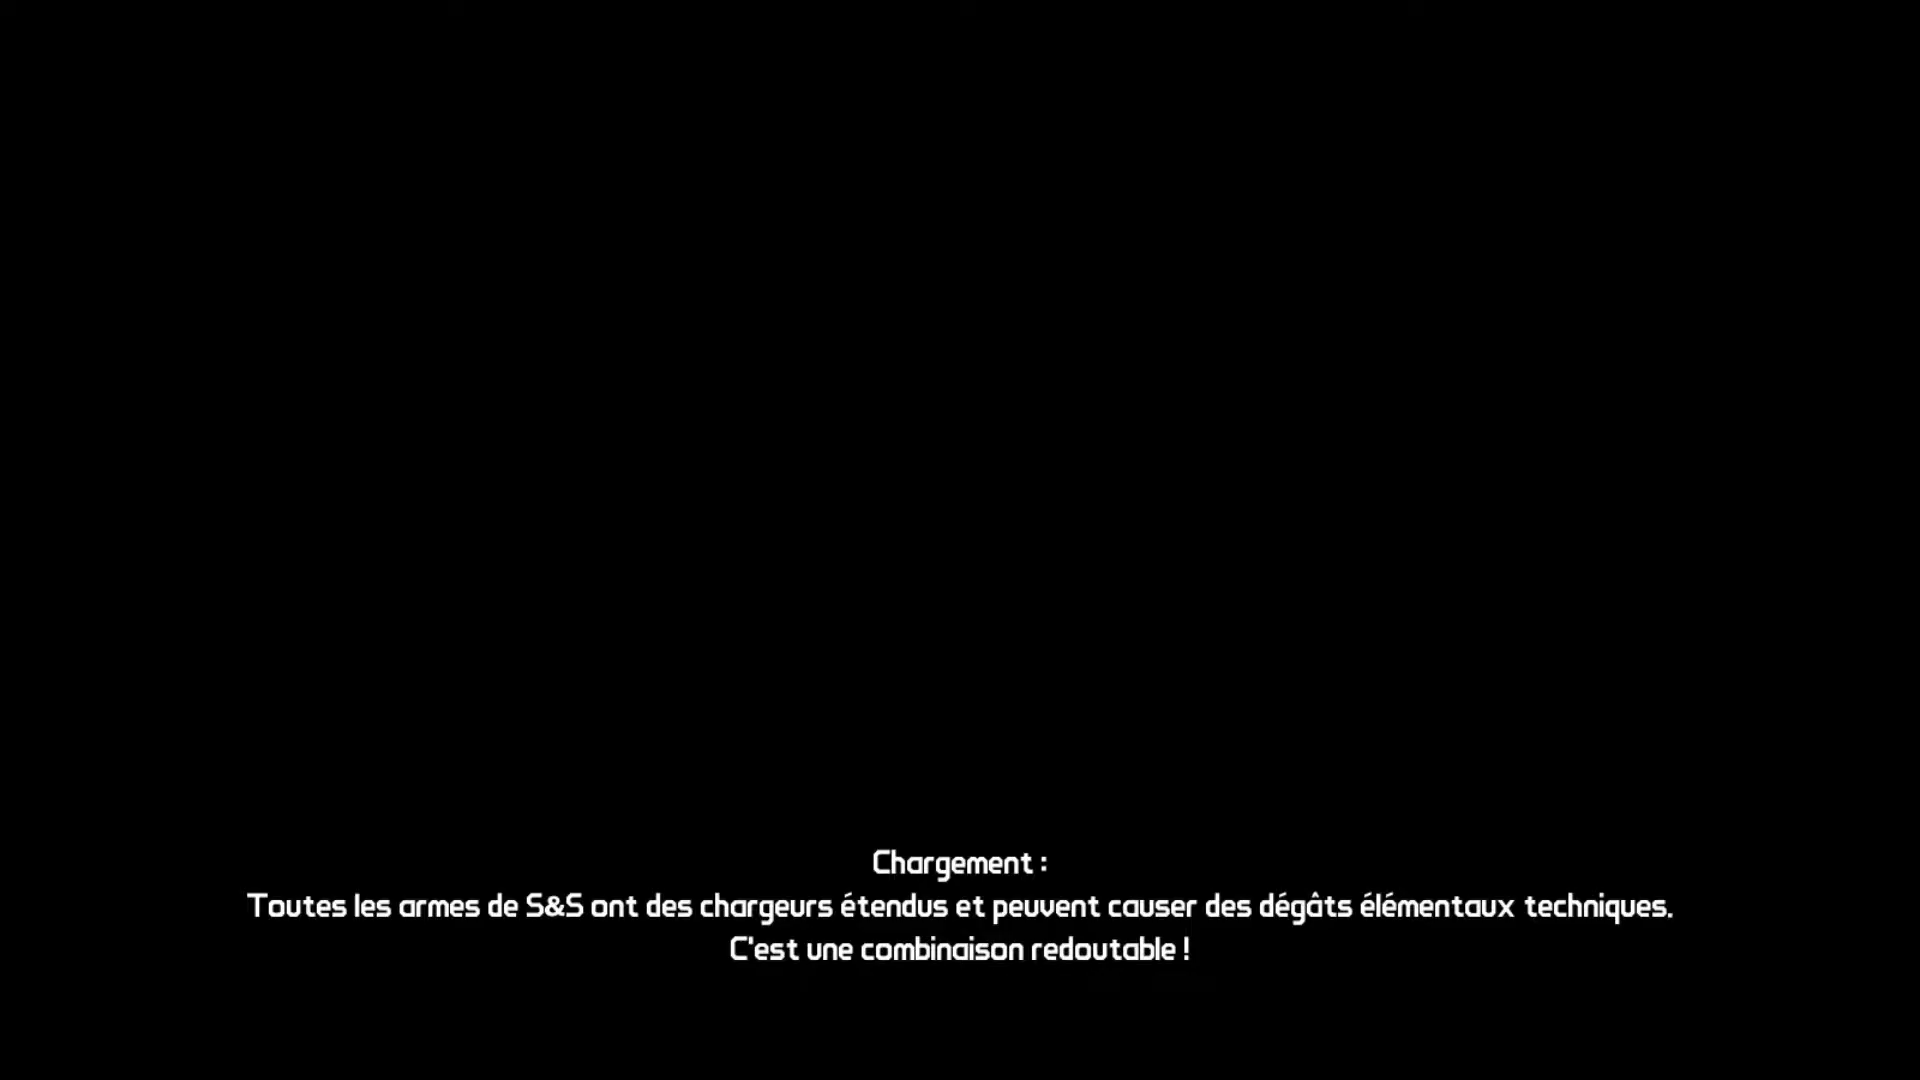 Chargement :
Toutes les armes de S&S ont des chargeurs étendus et peuvent causer des dégâts élémentaux techniques.
C'est une combinaison redoutable !